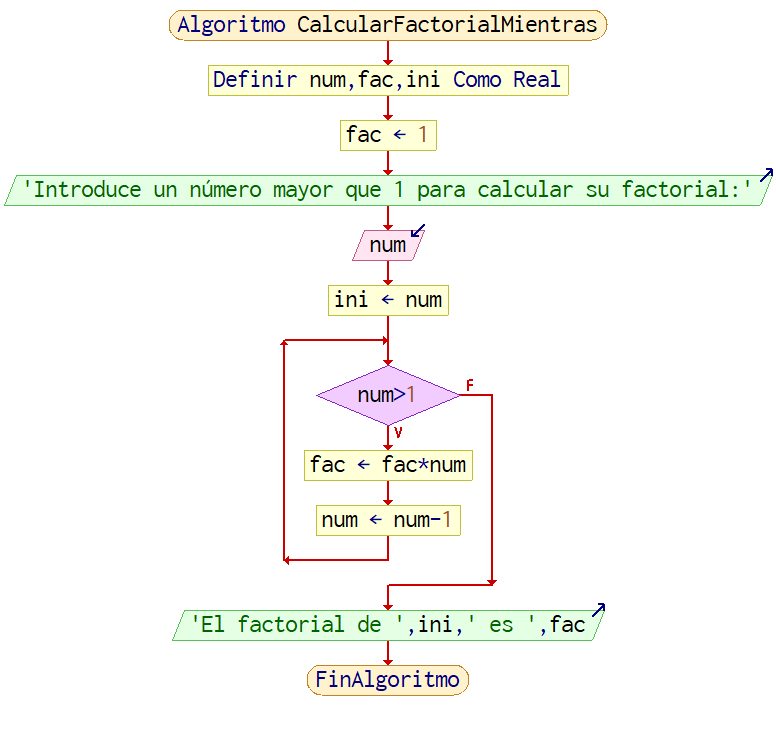 Algoritmo CalcularFactorialMientras
Definir num,fac,ini Como Real
fac ← 1
'Introduce un número mayor que 1 para calcular su factorial:'
num
ini ← num
num>1
F
V
fac ← fac*num
num ← num-1
'El factorial de ',ini,' es ',fac
FinAlgoritmo